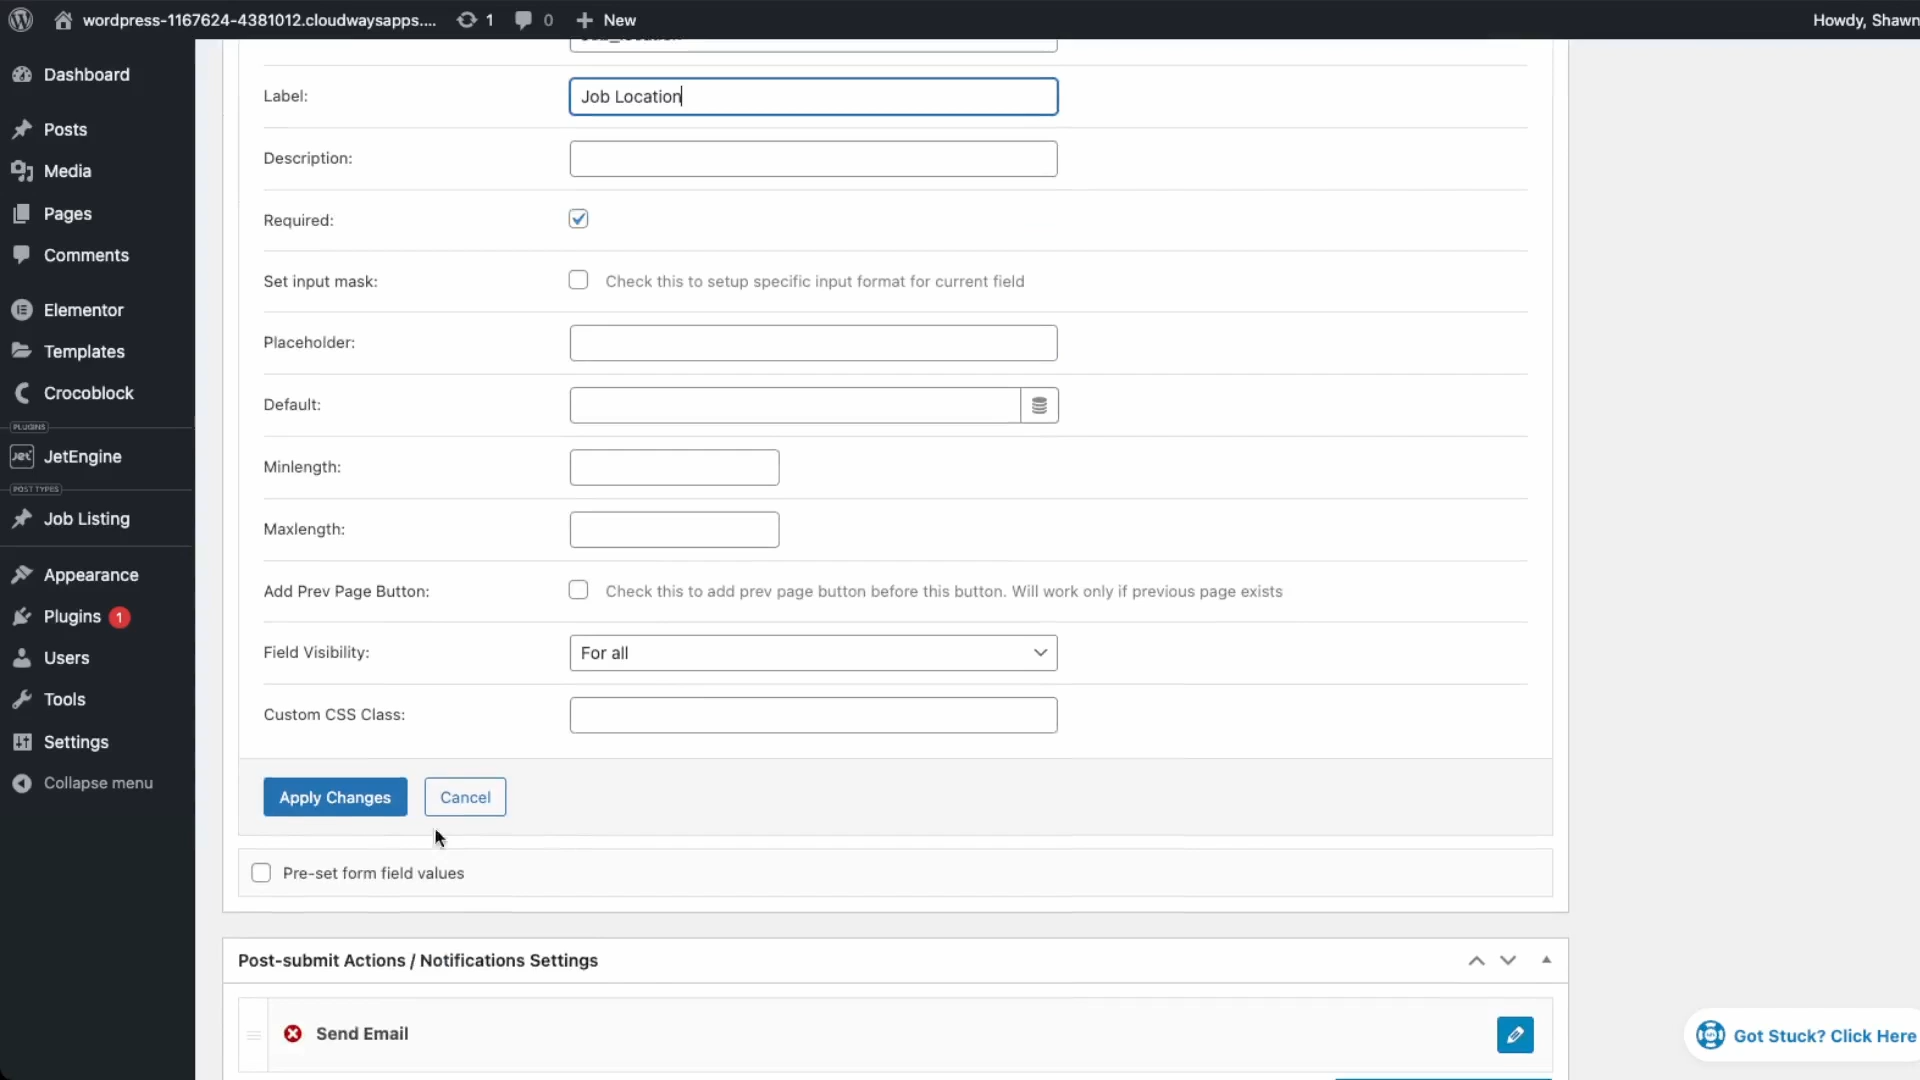 wordpress-1167624-4381012.cloudwaysapps.... 1 0 New Howdy, Shawn
Dashboard
Posts
Media
Pages
Comments
Elementor
Templates
Crocoblock
PLUGINS
JetEngine
POST TYPES
Job Listing
Appearance
Plugins 1
Users
Tools
Settings
Collapse menu
Label: Job Location
Description:
Required:
Set input mask: Check this to setup specific input format for current field
Placeholder:
Default:
Minlength:
Maxlength:
Add Prev Page Button: Check this to add prev page button before this button. Will work only if previous page exists
Field Visibility: For all
Custom CSS Class:
Apply Changes Cancel
Pre-set form field values
Post-submit Actions / Notifications Settings
Send Email
Got Stuck? Click Here